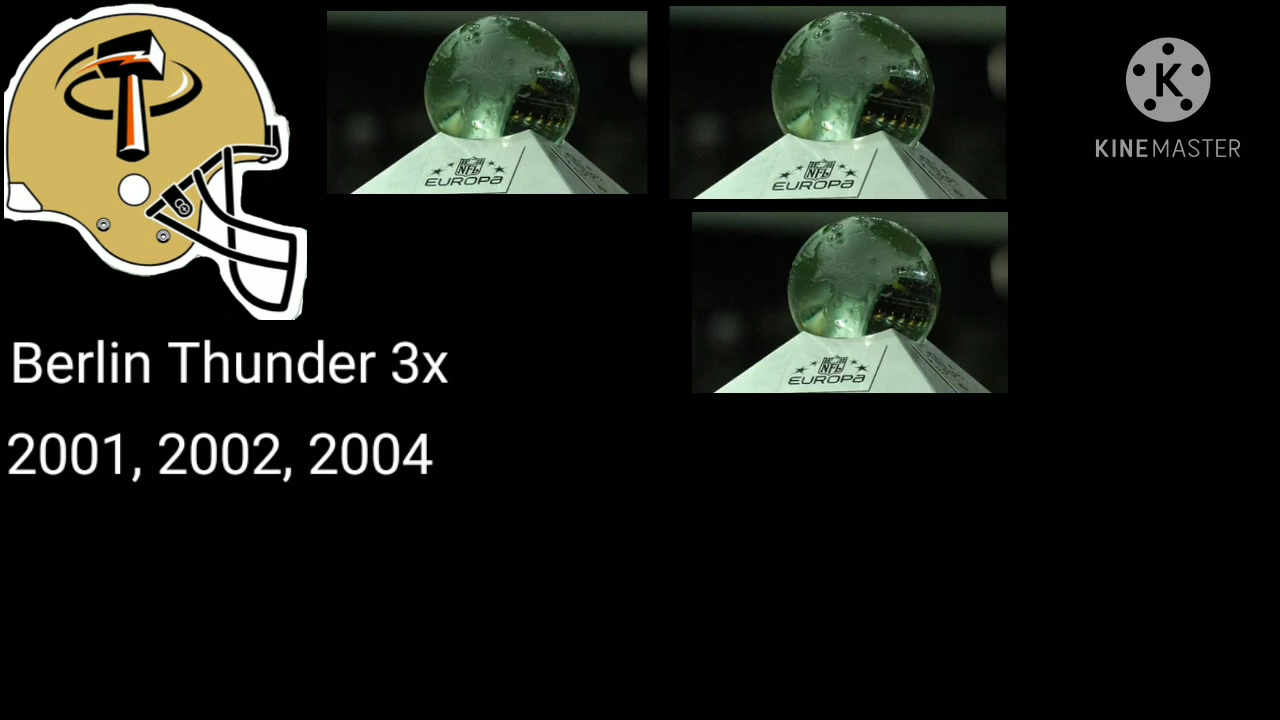 NFL
EUROPA
NFL
EUROPA
K
KINEMASTER
NFL
EUROPA
Berlin Thunder 3x
2001, 2002, 2004